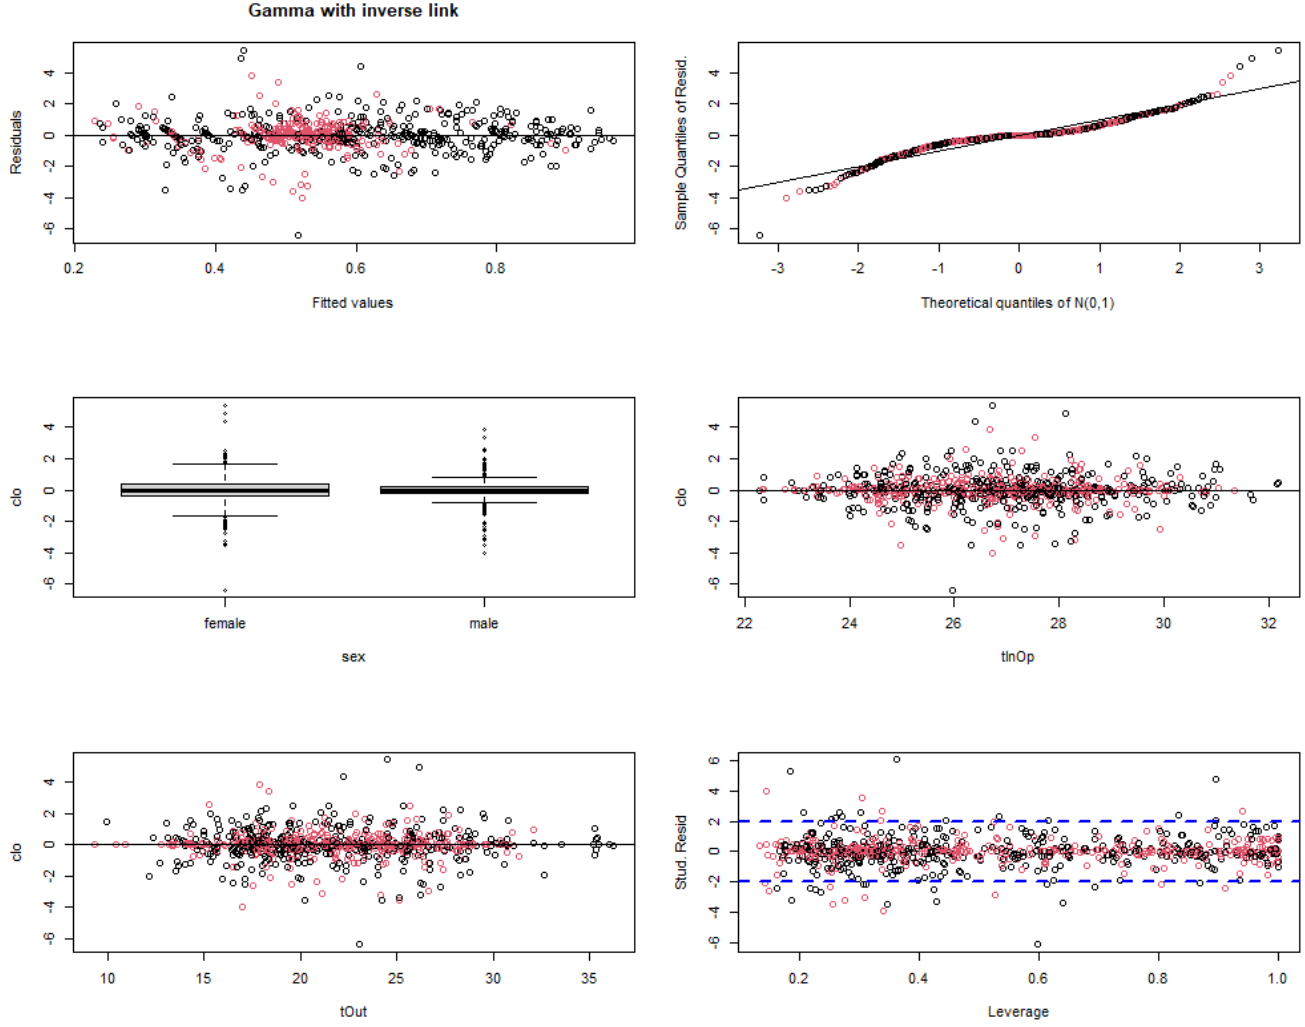 Gamma with inverse link
Residuals
4
2
0
-2
-4
-6
0.2 0.4 0.6 0.8
Fitted values
Sample Quantiles of Resid.
4
2
0
-2
-4
-6
-3 -2 -1 0 1 2 3
Theoretical quantiles of N(0,1)
clo
4
2
0
-2
-4
-6
female male
sex
clo
4
2
0
-2
-4
-6
22 24 26 28 30 32
tInOp
clo
4
2
0
-2
-4
-6
10 15 20 25 30 35
tOut
Stud. Resid
6
4
2
0
-2
-4
-6
0.2 0.4 0.6 0.8 1.0
Leverage